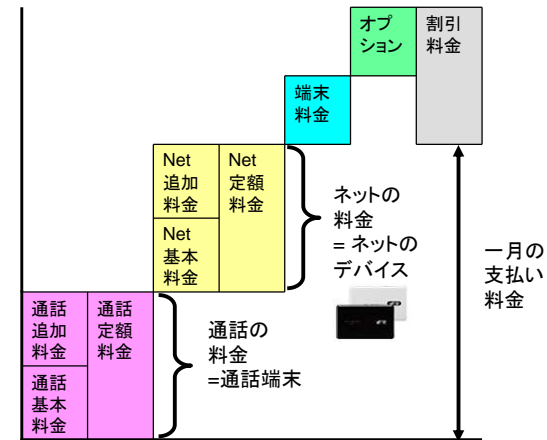 オプ
ション
割引
料金
端末
料金
Net
追加
料金
Net
定額
料金
Net
基本
料金
ネットの
料金
= ネットの
デバイス
一月の
支払い
料金
通話
追加
料金
通話
定額
料金
通話
基本
料金
通話の
料金
=通話端末